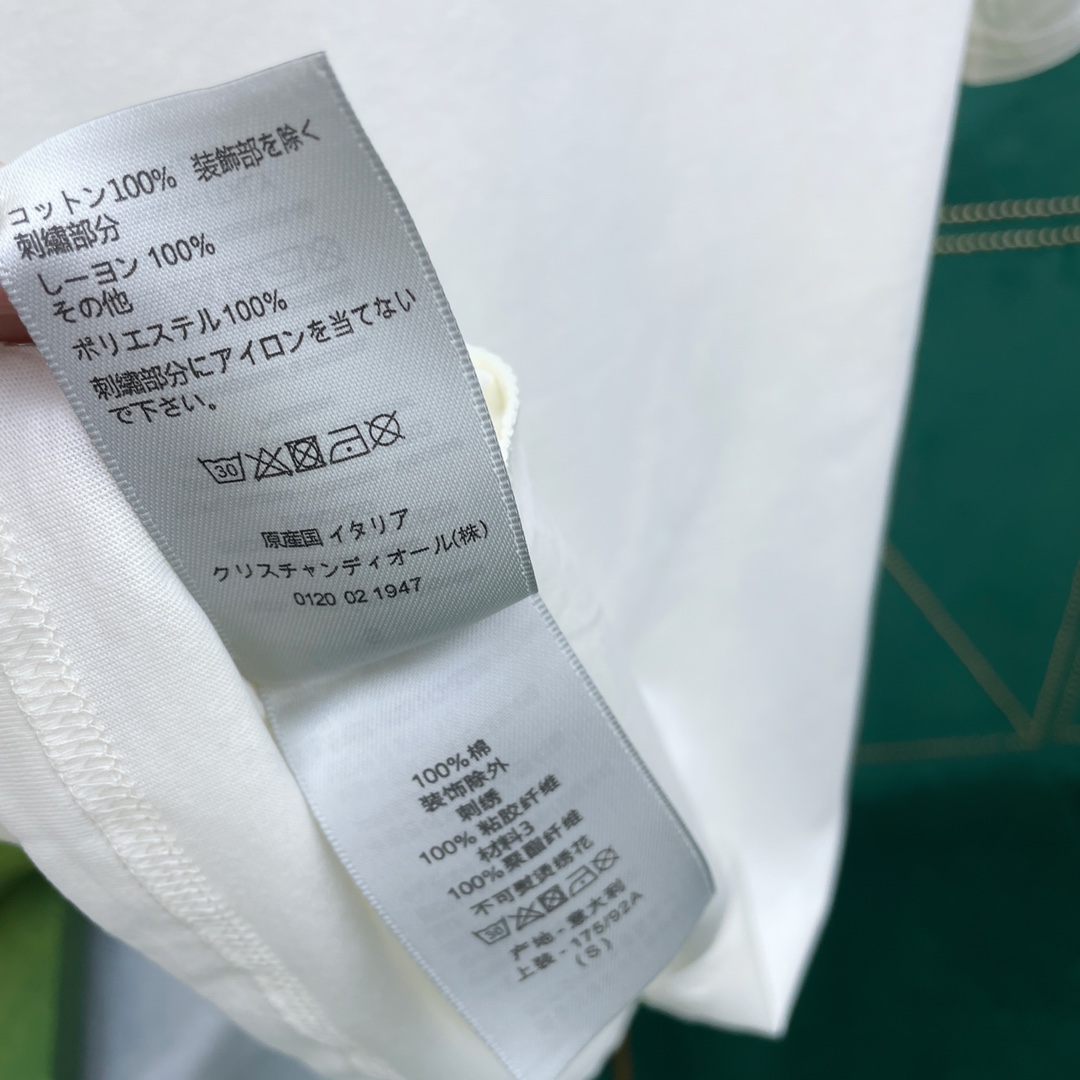 コットン100% 装飾部を除く
刺繍部分
しーヨン 100%
その他
ポリエステル100%
刺繍部分にアイロンを当てない
で下さい。
30
原産国 イタリア
クリスチャンディオール(株)
0120 02 1947
100%棉
装饰除外
刺绣
100% 粘胶纤维
材料3
100%聚酯纤维
不可熨烫绣花
30
产地 - 意大利
上装 - 175/92A
(S)